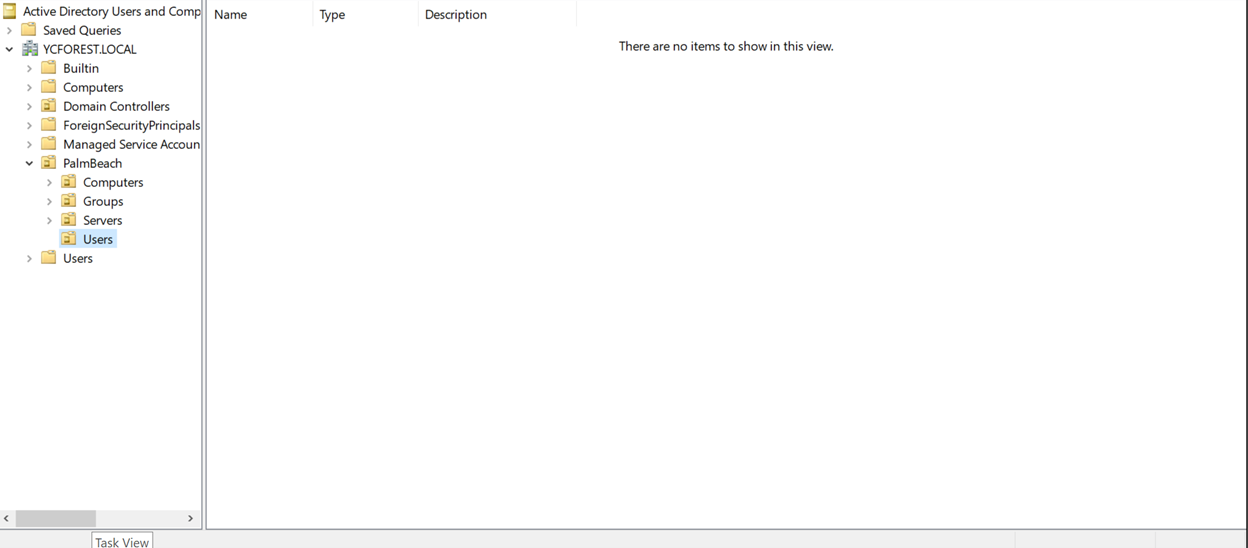 Active Directory Users and Comp
Saved Queries
YCFOREST.LOCAL
Builtin
Computers
Domain Controllers
ForeignSecurityPrincipals
Managed Service Accoun
PalmBeach
Computers
Groups
Servers
Users
Users
Name Type Description
There are no items to show in this view.
Task View